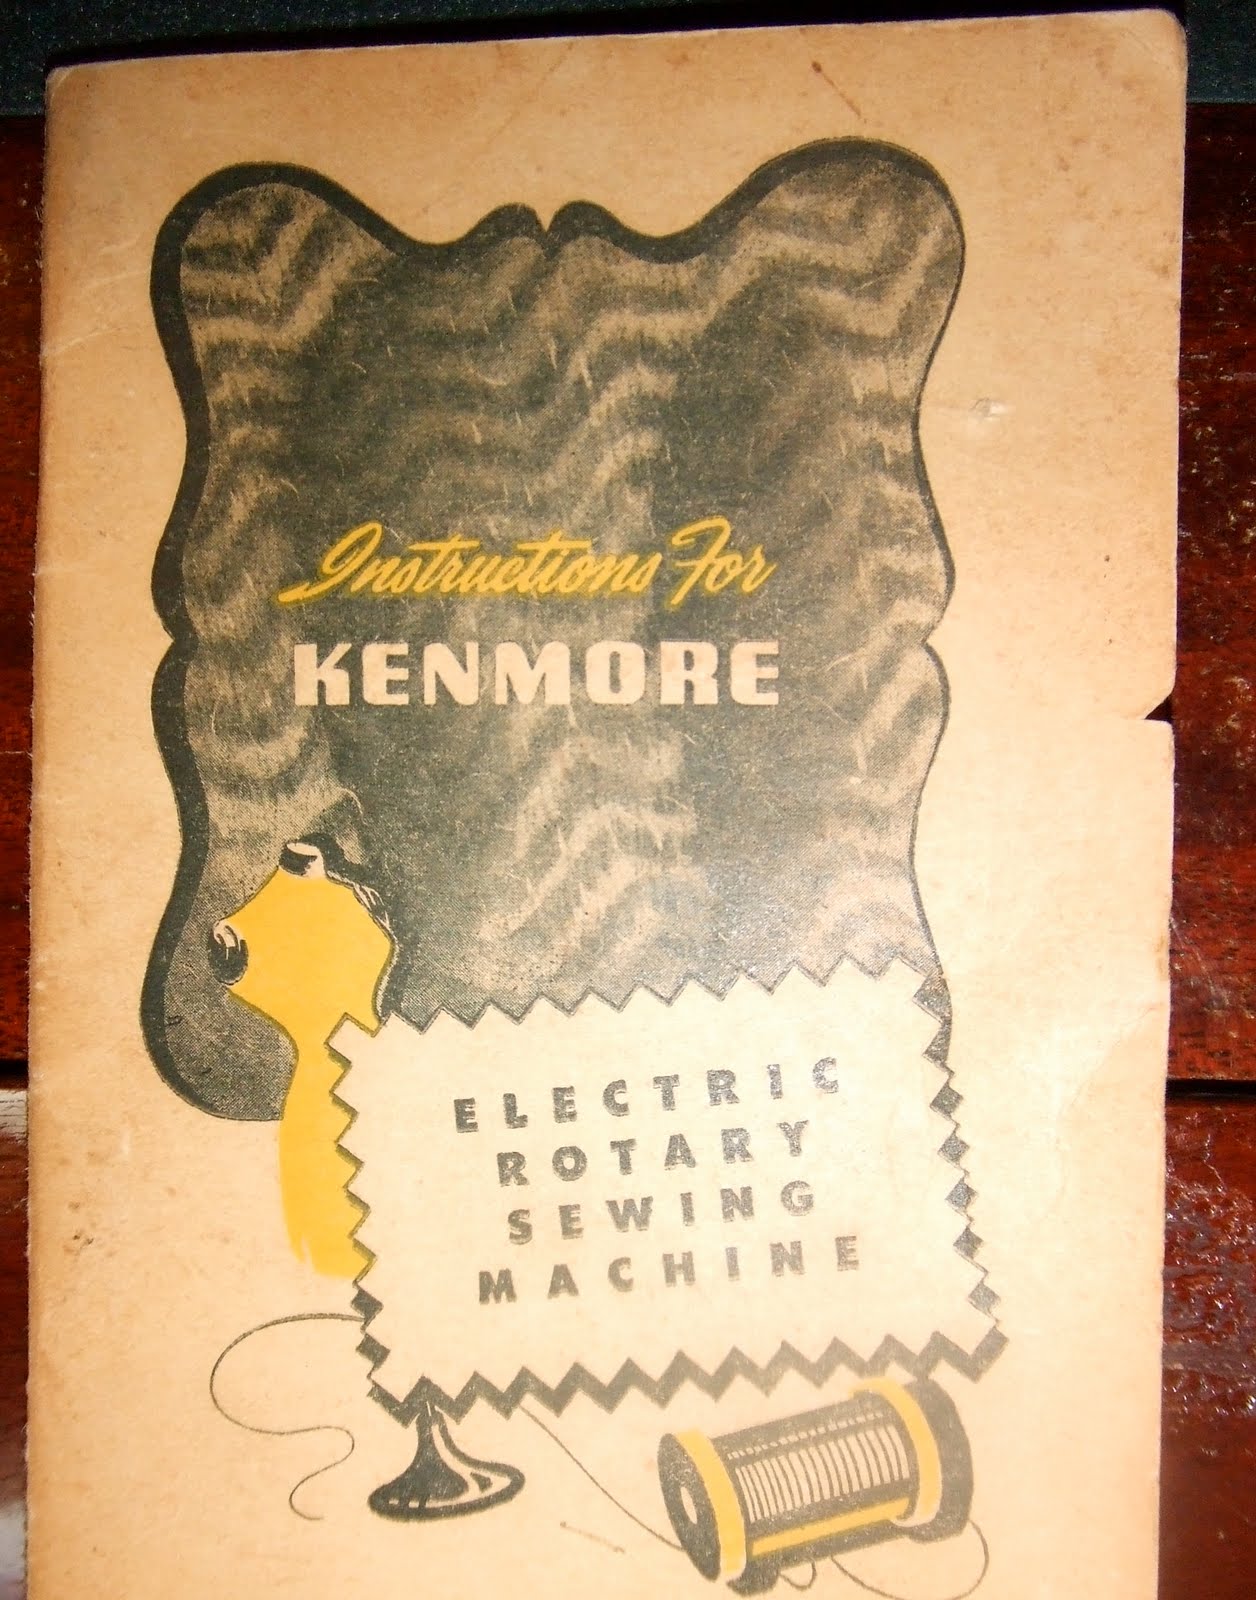 Instructions For
KENMORE
ELECTRIC
ROTARY
SEWING
MACHINE